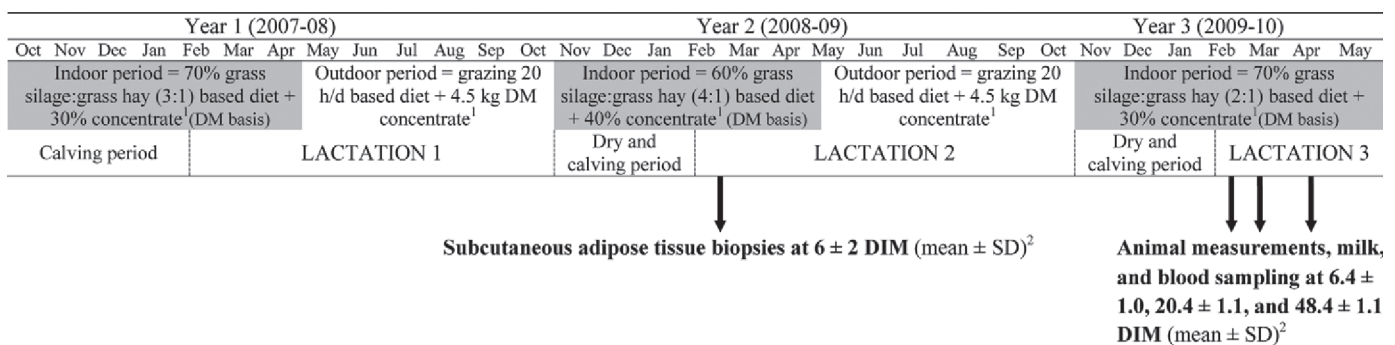 Year 1 (2007-08) Year 2 (2008-09) Year 3 (2009-10)
Oct Nov Dec Jan Feb Mar Apr May Jun Jul Aug Sep Oct Nov Dec Jan Feb Mar Apr May Jun Jul Aug Sep Oct Nov Dec Jan Feb Mar Apr May
Indoor period = 70% grass
silage:grass hay (3:1) based diet +
30% concentrate¹(DM basis)
Outdoor period = grazing 20
h/d based diet + 4.5 kg DM
concentrate¹
Indoor period = 60% grass
silage:grass hay (4:1) based diet
+ 40% concentrate¹(DM basis)
Outdoor period = grazing 20
h/d based diet + 4.5 kg DM
concentrate¹
Indoor period = 70% grass
silage:grass hay (2:1) based diet +
30% concentrate¹(DM basis)
Calving period
LACTATION 1
Dry and
calving period
LACTATION 2
Dry and
calving period
LACTATION 3
Subcutaneous adipose tissue biopsies at 6 ± 2 DIM (mean ± SD)²
Animal measurements, milk,
and blood sampling at 6.4 ±
1.0, 20.4 ± 1.1, and 48.4 ± 1.1
DIM (mean ± SD)²